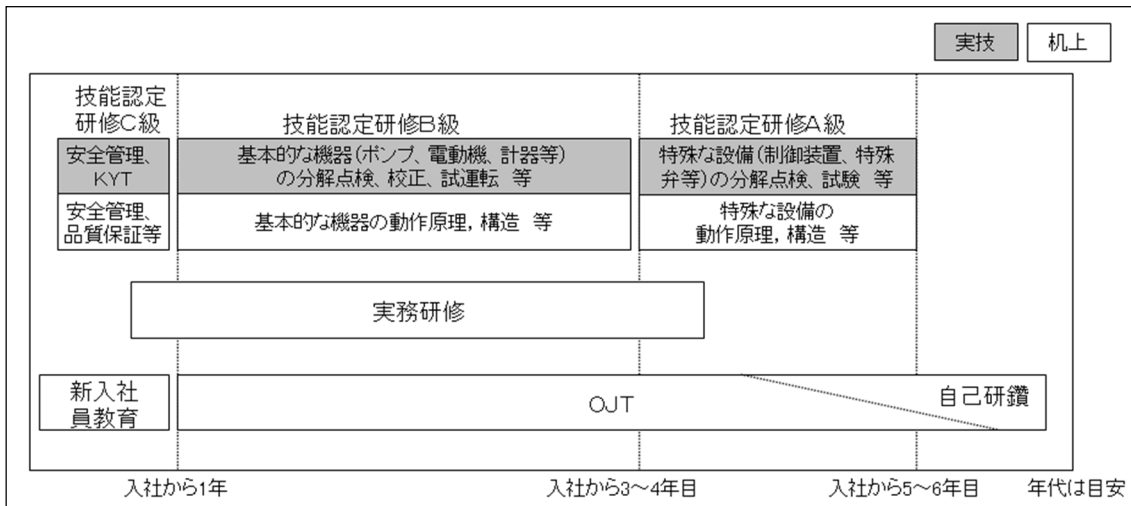 実技
机上
技能認定
研修C級
技能認定研修B級
技能認定研修A級
安全管理、
KYT
基本的な機器(ポンプ、電動機、計器等)
の分解点検、校正、試運転 等
特殊な設備(制御装置、特殊
弁等)の分解点検、試験 等
安全管理、
品質保証等
基本的な機器の動作原理,構造 等
特殊な設備の
動作原理,構造 等
実務研修
新入社
員教育
OJT
自己研鑽
入社から1年
入社から3~4年目
入社から5~6年目
年代は目安